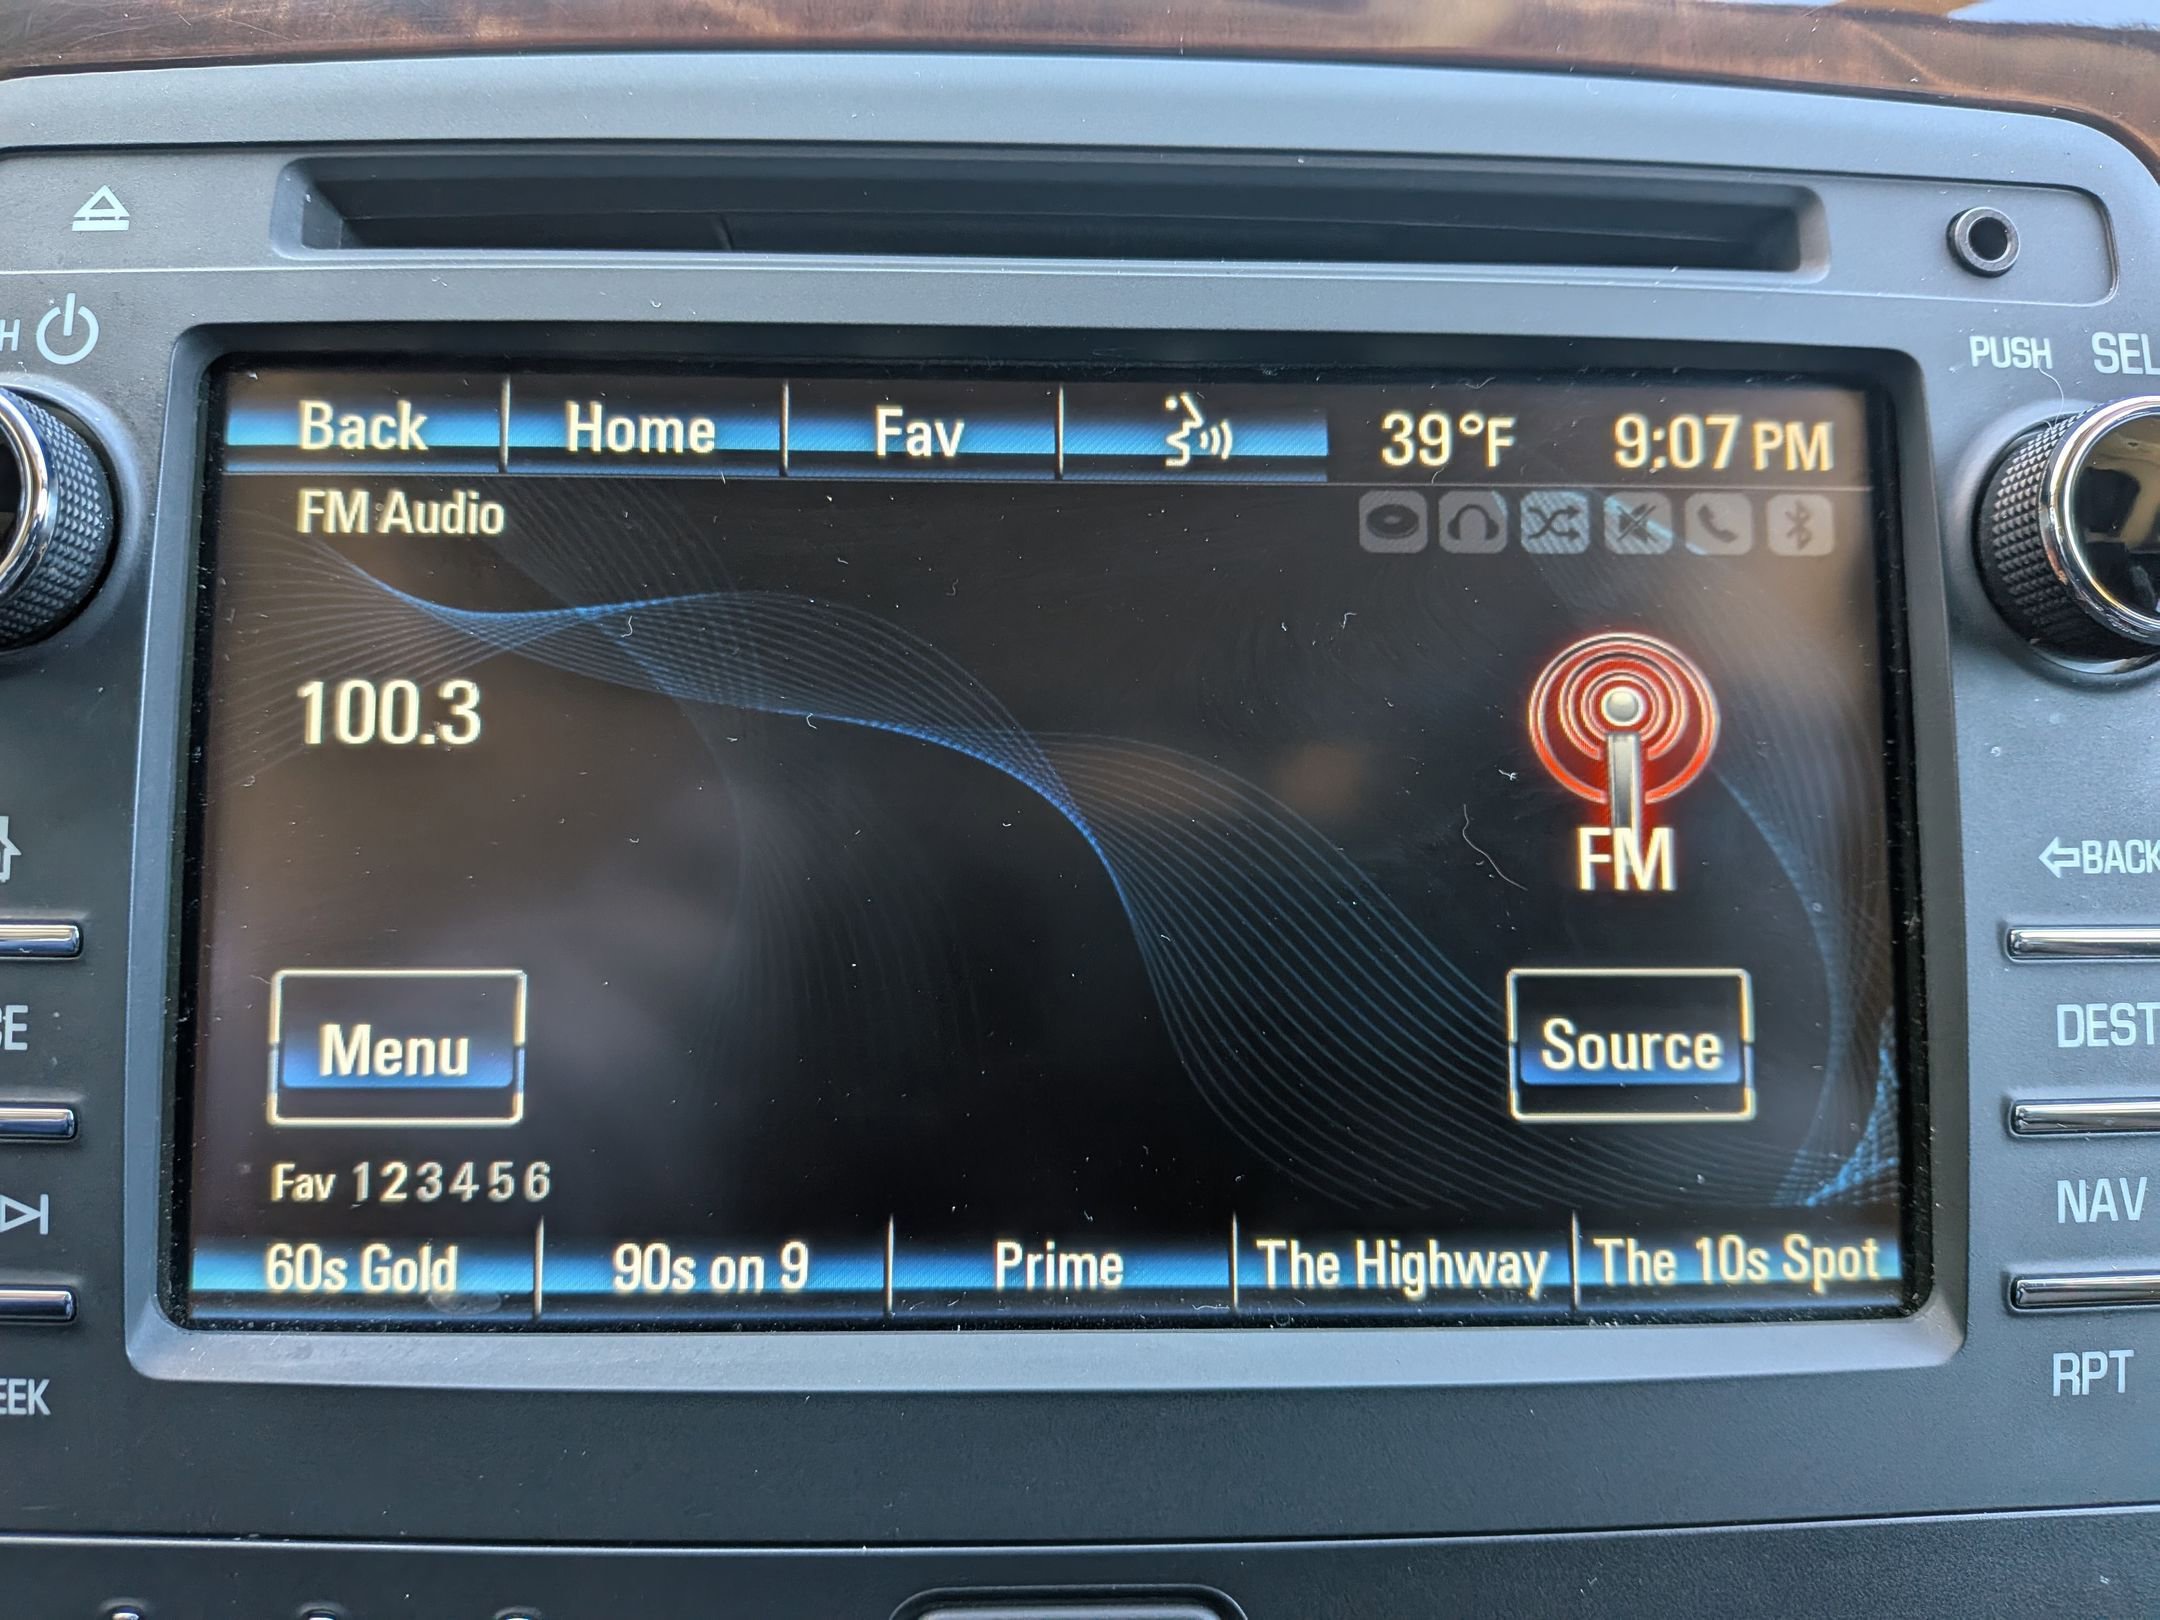 PUSH SEL
Back Home Fav 39°F 9:07 PM
FM Audio
100.3
FM
BACK
Menu Source
DEST
Fav 1 2 3 4 5 6
NAV
60s Gold 90s on 9 Prime The Highway The 10s Spot
RPT